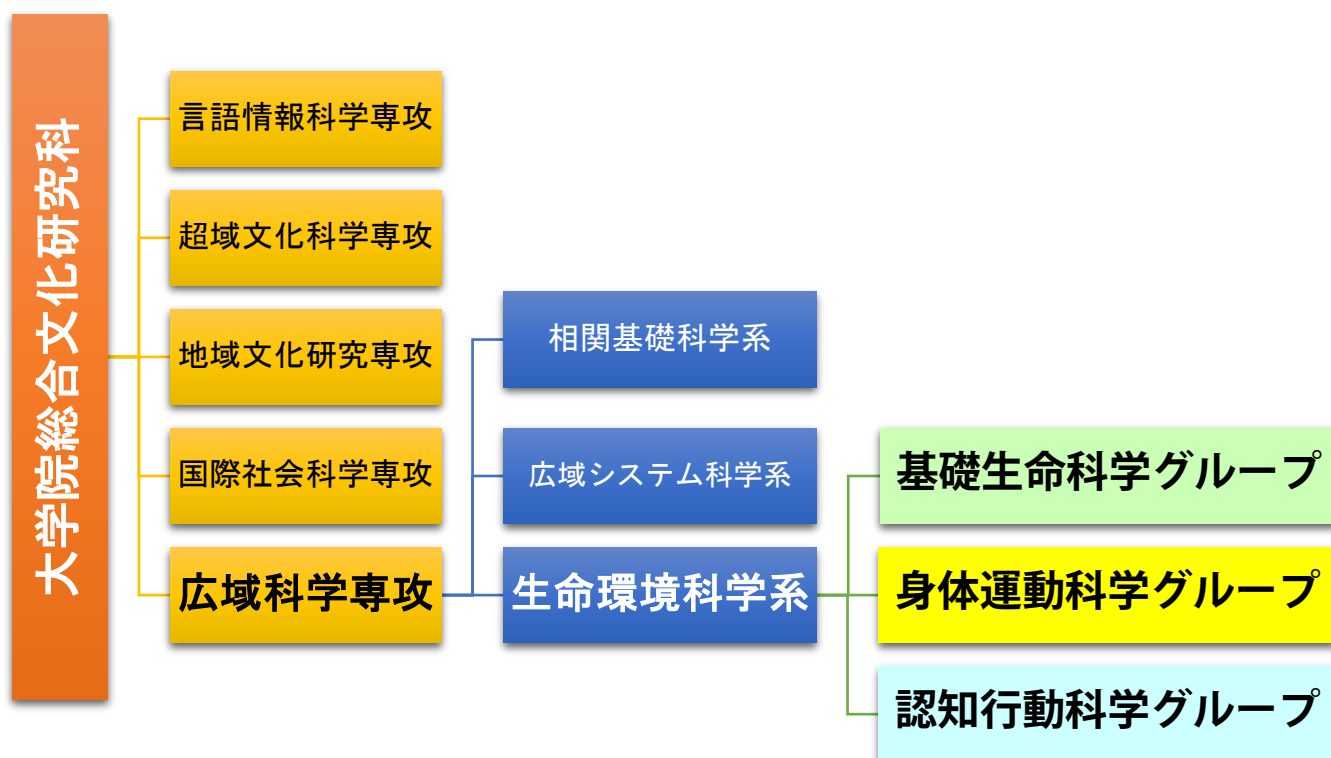 大学院総合文化研究科
言語情報科学専攻
超域文化科学専攻
地域文化研究専攻
国際社会科学専攻
広域科学専攻
相関基礎科学系
広域システム科学系
生命環境科学系
基礎生命科学グループ
身体運動科学グループ
認知行動科学グループ